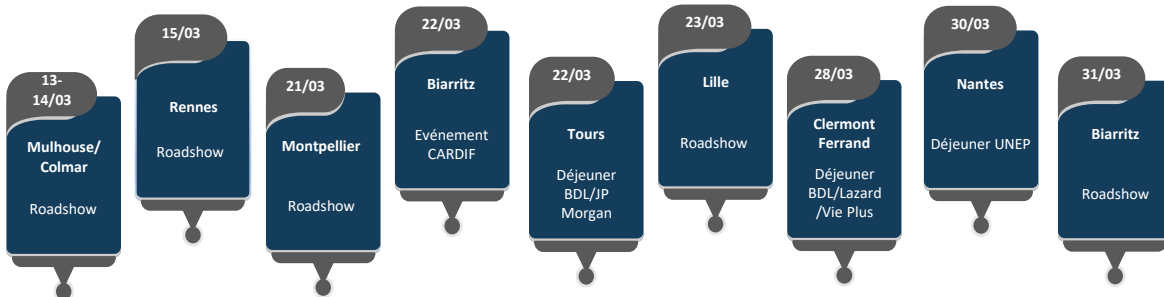 13-
14/03
Mulhouse/
Colmar
Roadshow
15/03
Rennes
Roadshow
21/03
Montpellier
Roadshow
22/03
Biarritz
Evénement
CARDIF
22/03
Tours
Déjeuner
BDL/JP
Morgan
23/03
Lille
Roadshow
28/03
Clermont
Ferrand
Déjeuner
BDL/Lazard
/Vie Plus
30/03
Nantes
Déjeuner UNEP
31/03
Biarritz
Roadshow